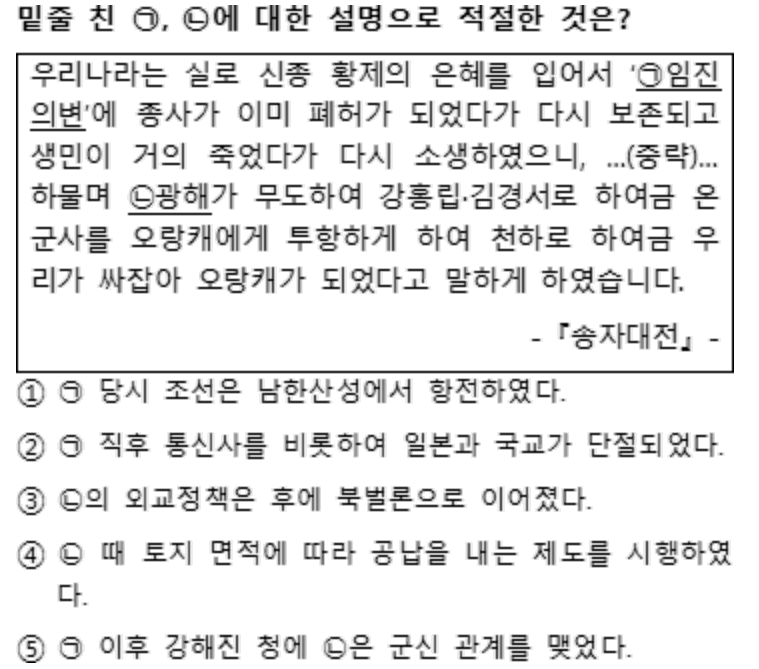 밑줄 친 ㉠, ㉡에 대한 설명으로 적절한 것은?
우리나라는 실로 신종 황제의 은혜를 입어서 '㉠임진
의변'에 종사가 이미 폐허가 되었다가 다시 보존되고
생민이 거의 죽었다가 다시 소생하였으니, ...(중략)...
하물며 ㉡광해가 무도하여 강홍립·김경서로 하여금 온
군사를 오랑캐에게 투항하게 하여 천하로 하여금 우
리가 싸잡아 오랑캐가 되었다고 말하게 하였습니다.
- 『송자대전』 -
① ㉠ 당시 조선은 남한산성에서 항전하였다.
② ㉠ 직후 통신사를 비롯하여 일본과 국교가 단절되었다.
③ ㉡의 외교정책은 후에 북벌론으로 이어졌다.
④ ㉡ 때 토지 면적에 따라 공납을 내는 제도를 시행하였
다.
⑤ ㉠ 이후 강해진 청에 ㉡은 군신 관계를 맺었다.